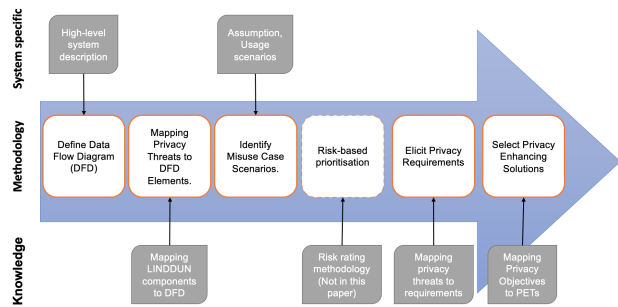 System specific
High-level
system
description
Assumption,
Usage
scenarios
Methodology
Define Data
Flow Diagram
(DFD)
Mapping
Privacy
Threats to
DFD
Elements.
Identify
Misuse Case
Scenarios.
Risk-based
prioritisation
Elicit Privacy
Requirements
Select Privacy
Enhancing
Solutions
Knowledge
Mapping
LINDDUN
components
to DFD
Risk rating
methodology
(Not in this
paper)
Mapping
privacy
threats to
requirements
Mapping
Privacy
Objectives
to PETs